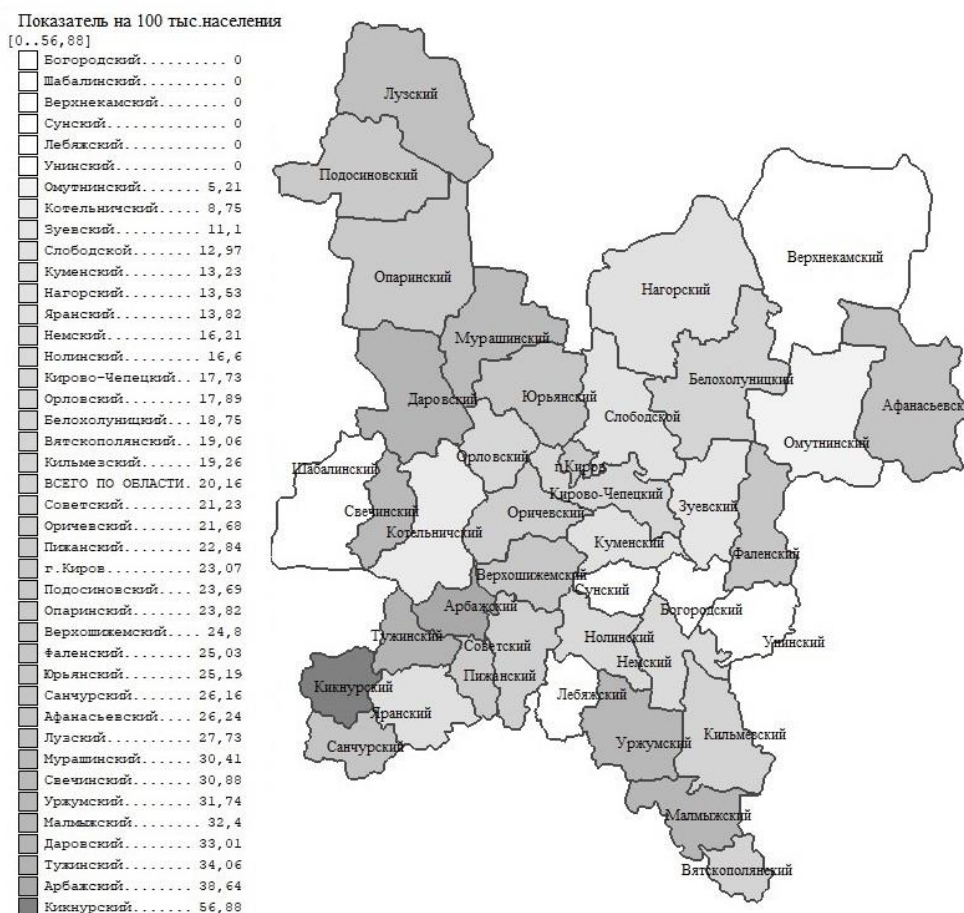 Показатель на 100 тыс.населения
[0..56,88]
Богородский.......... 0
Шабалинский.......... 0
Верхнекамский........ 0
Сунский.............. 0
Лебяжский............ 0
Унинский............. 0
Омутнинский....... 5,21
Котельничский..... 8,75
Зуевский.......... 11,1
Слободской....... 12,97
Куменский........ 13,23
Нагорский........ 13,53
Яранский......... 13,82
Немский.......... 16,21
Нолинский......... 16,6
Кирово-Чепецкий.. 17,73
Орловский........ 17,89
Белохолуницкий... 18,75
Вятскополянский.. 19,06
Кильмезский...... 19,26
ВСЕГО ПО ОБЛАСТИ. 20,16
Советский........ 21,23
Оричевский....... 21,68
Пижанский........ 22,84
г.Киров.......... 23,07
Подосиновский.... 23,69
Опаринский....... 23,82
Верхошижемский.... 24,8
Фаленский........ 25,03
Юрьянский........ 25,19
Санчурский....... 26,16
Афанасьевский.... 26,24
Лузский.......... 27,73
Мурашинский...... 30,41
Свечинский....... 30,88
Уржумский........ 31,74
Малмыжский........ 32,4
Даровский........ 33,01
Тужинский........ 34,06
Арбажский........ 38,64
Кикнурский....... 56,88
Лузский
Подосиновский
Опаринский
Верхнекамский
Нагорский
Мурашинский
Белохолуницкий
Даровский
Юрьянский
Слободской
Афанасьевск
Омутнинский
Орловский
г.Киров
Шабалинский
Кирово-Чепецкий
Свечинский
Оричевский
Зуевский
Котельничский
Куменский
Фаленский
Верхошижемский
Сунский
Арбажский
Богородский
Тужинский
Нолинский
Унинский
Советский
Немский
Пижанский
Кикнурский
Лебяжский
Яранский
Кильмезский
Санчурский
Уржумский
Малмыжский
Вятскополянский